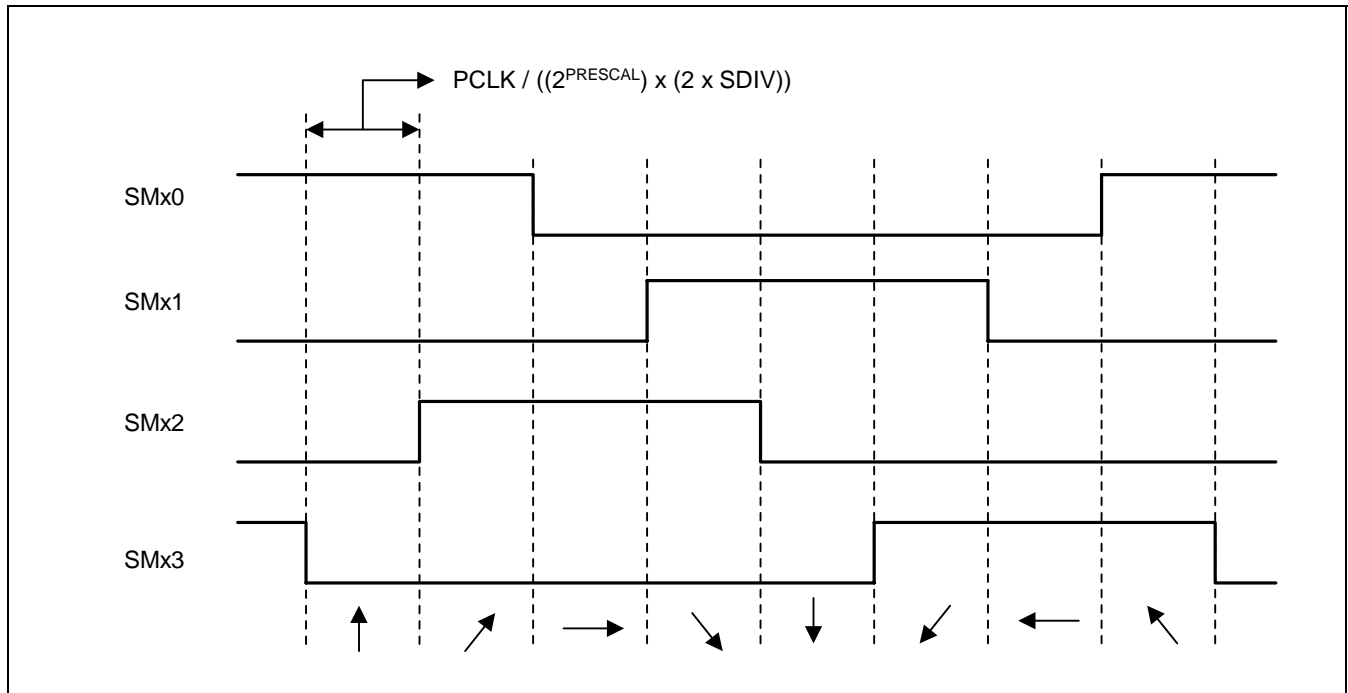 PCLK / ((2^PRESCAL) x (2 x SDIV))
SMx0
SMx1
SMx2
SMx3